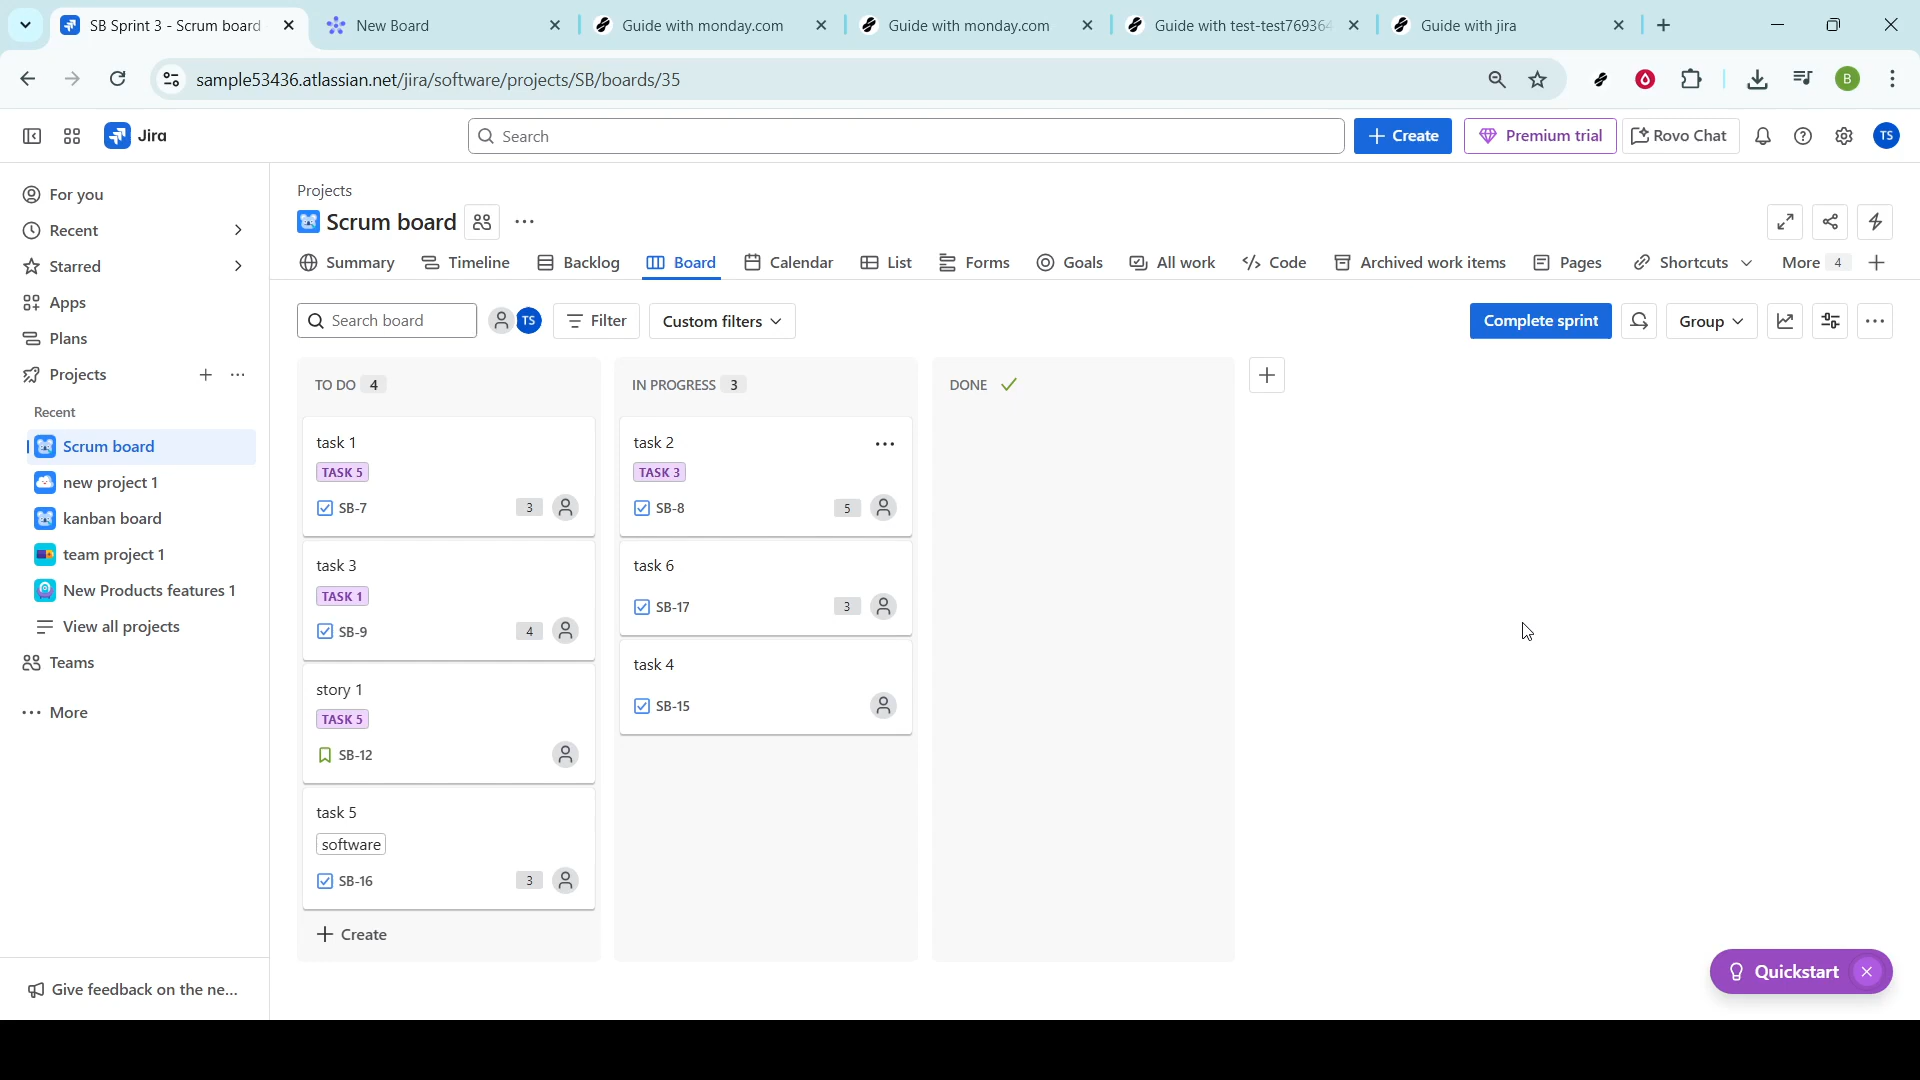 SB Sprint 3 - Scrum board
New Board
Guide with monday.com
Guide with monday.com
Guide with test-test769364
Guide with jira
sample53436.atlassian.net/jira/software/projects/SB/boards/35
B
Jira
Search
Create
Premium trial
Rovo Chat
TS
For you
Recent
Starred
Apps
Plans
Projects
Recent
Scrum board
new project 1
kanban board
team project 1
New Products features 1
View all projects
Teams
More
Give feedback on the ne...
Projects
Scrum board
Summary
Timeline
Backlog
Board
Calendar
List
Forms
Goals
All work
Code
Archived work items
Pages
Shortcuts
More 4
Search board
TS
Filter
Custom filters
Complete sprint
Group
TO DO 4
task 1
TASK 5
SB-7 3
task 3
TASK 1
SB-9 4
story 1
TASK 5
SB-12
task 5
software
SB-16 3
Create
IN PROGRESS 3
task 2
TASK 3
SB-8 5
task 6
SB-17 3
task 4
SB-15
DONE
Quickstart